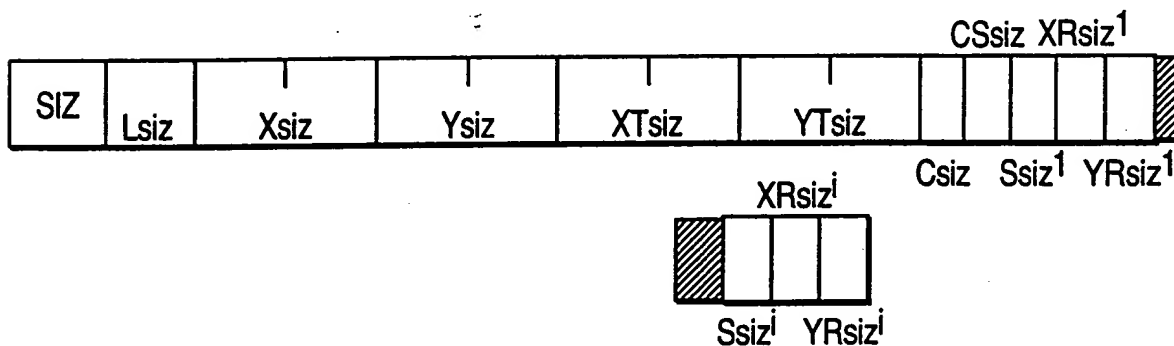 CSsiz XRsiz¹
SIZ Lsiz Xsiz Ysiz XTsiz YTsiz
Csiz Ssiz¹ YRsiz¹
XRsizⁱ
Ssizⁱ YRsizⁱ